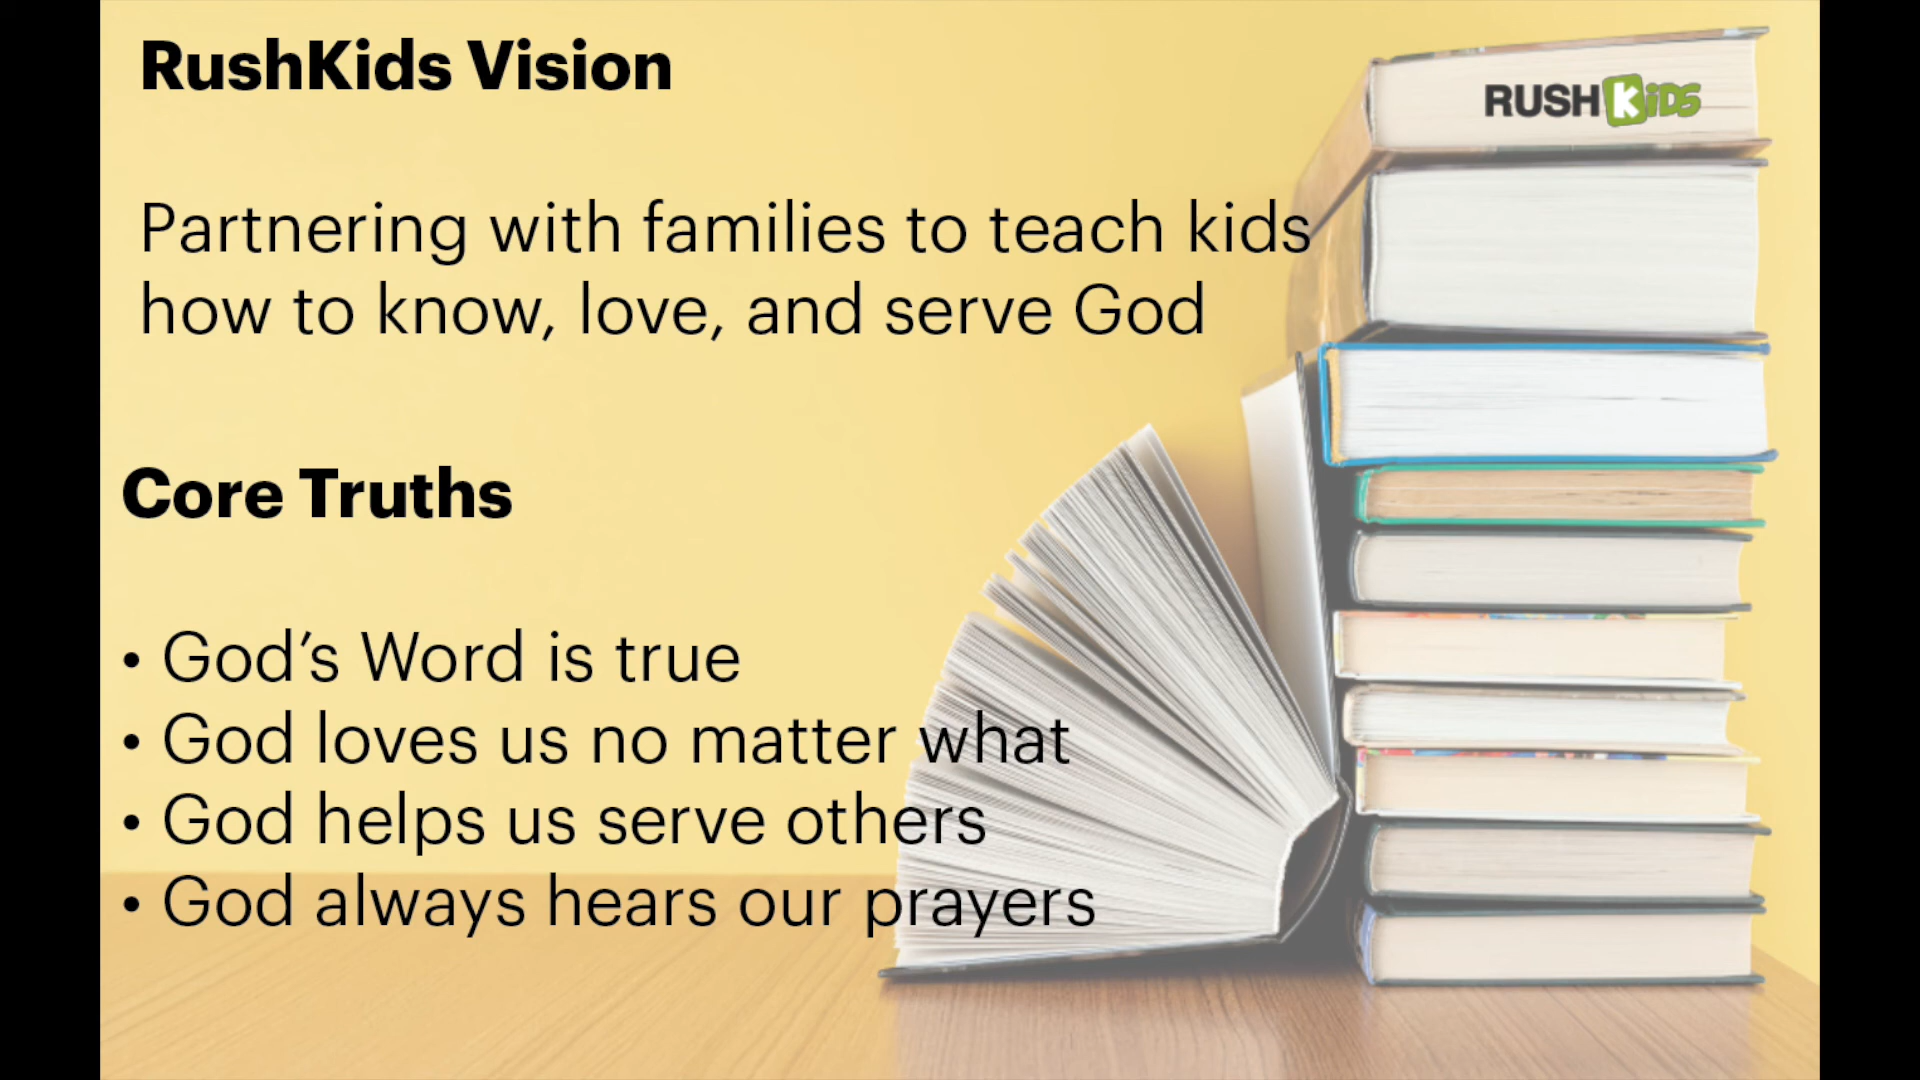 RushKids Vision
RUSH KiDS
Partnering with families to teach kids
how to know, love, and serve God
Core Truths
• God’s Word is true
• God loves us no matter what
• God helps us serve others
• God always hears our prayers